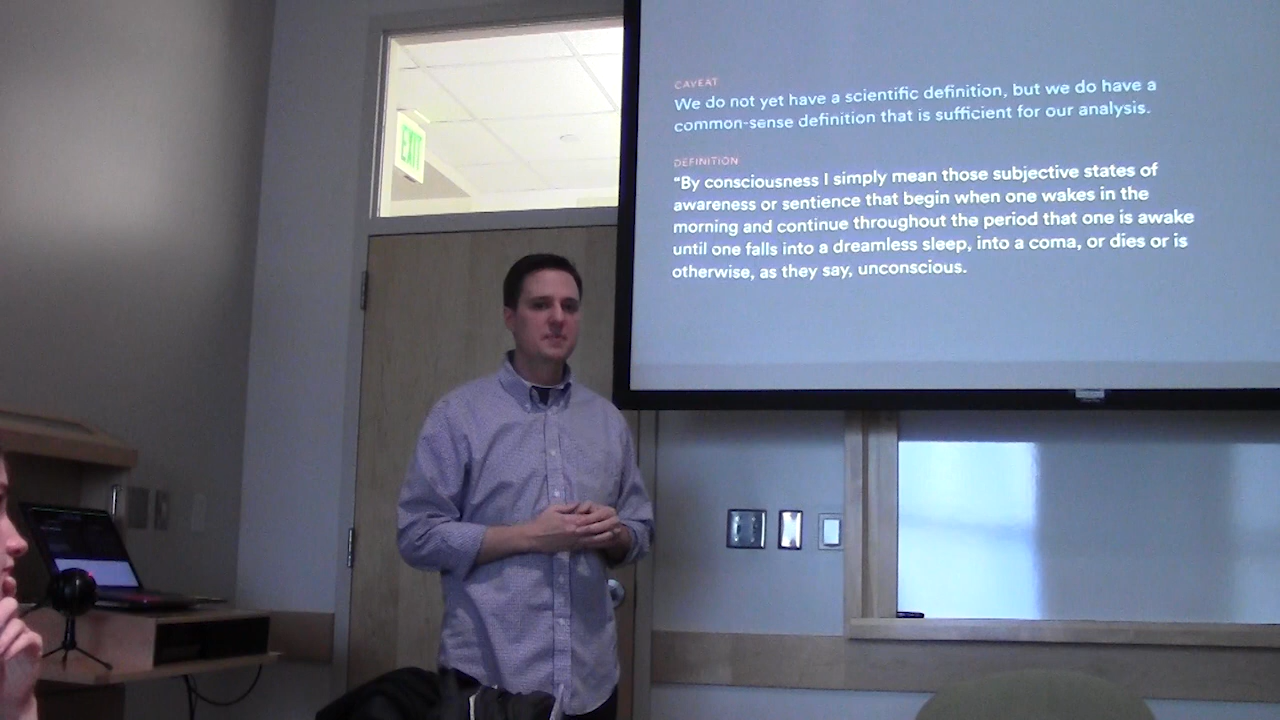 EXIT
CAVEAT
We do not yet have a scientific definition, but we do have a
common-sense definition that is sufficient for our analysis.
DEFINITION
“By consciousness I simply mean those subjective states of
awareness or sentience that begin when one wakes in the
morning and continue throughout the period that one is awake
until one falls into a dreamless sleep, into a coma, or dies or is
otherwise, as they say, unconscious.